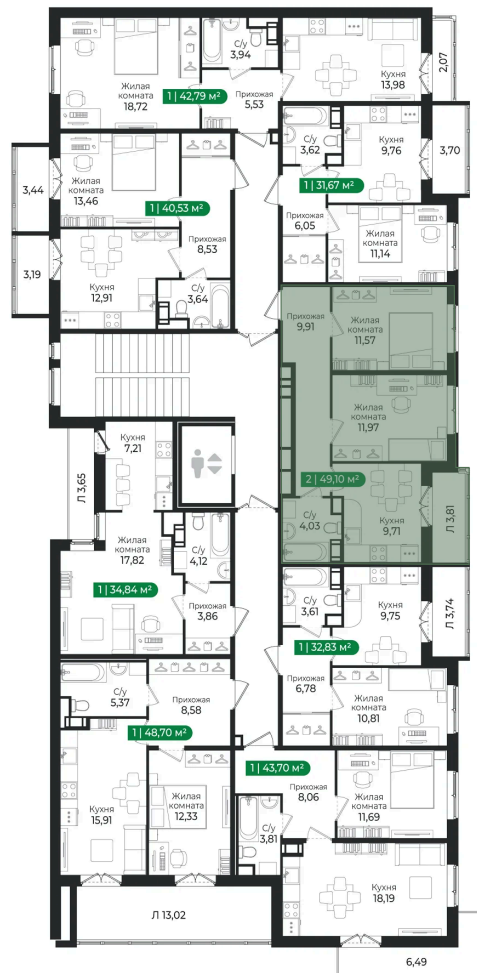 С/у
3,94
Жилая
комната
18,72
1 | 42,79 м²
Прихожая
5,53
Кухня
13,98
2,07
С/у
3,62
Кухня
9,76
3,70
3,44
Жилая
комната
13,46
1 | 40,53 м²
1 | 31,67 м²
6,05
Прихожая
Жилая
комната
11,14
Прихожая
8,53
3,19
Кухня
12,91
С/у
3,64
Прихожая
9,91
Жилая
комната
11,57
Жилая
комната
11,97
Кухня
7,21
Л 3,65
2 | 49,10 м²
С/у
4,03
Кухня
9,71
Л 3,81
Жилая
комната
17,82
С/у
4,12
1 | 34,84 м²
3,86
С/у
3,61
Кухня
9,75
Л 3,74
1 | 32,83 м²
Прихожая
6,78
С/у
5,37
Прихожая
8,58
Жилая
комната
10,81
1 | 48,70 м²
Кухня
15,91
Жилая
комната
12,33
1 | 43,70 м²
Прихожая
8,06
Жилая
комната
11,69
С/у
3,81
Кухня
18,19
Л 13,02
6,49